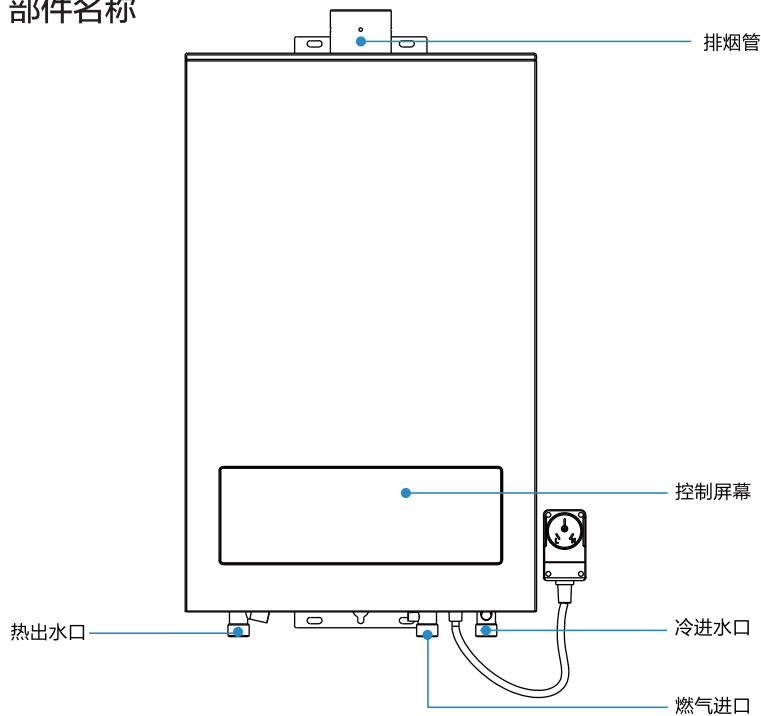 部件名称
排烟管
控制屏幕
热出水口
冷进水口
燃气进口